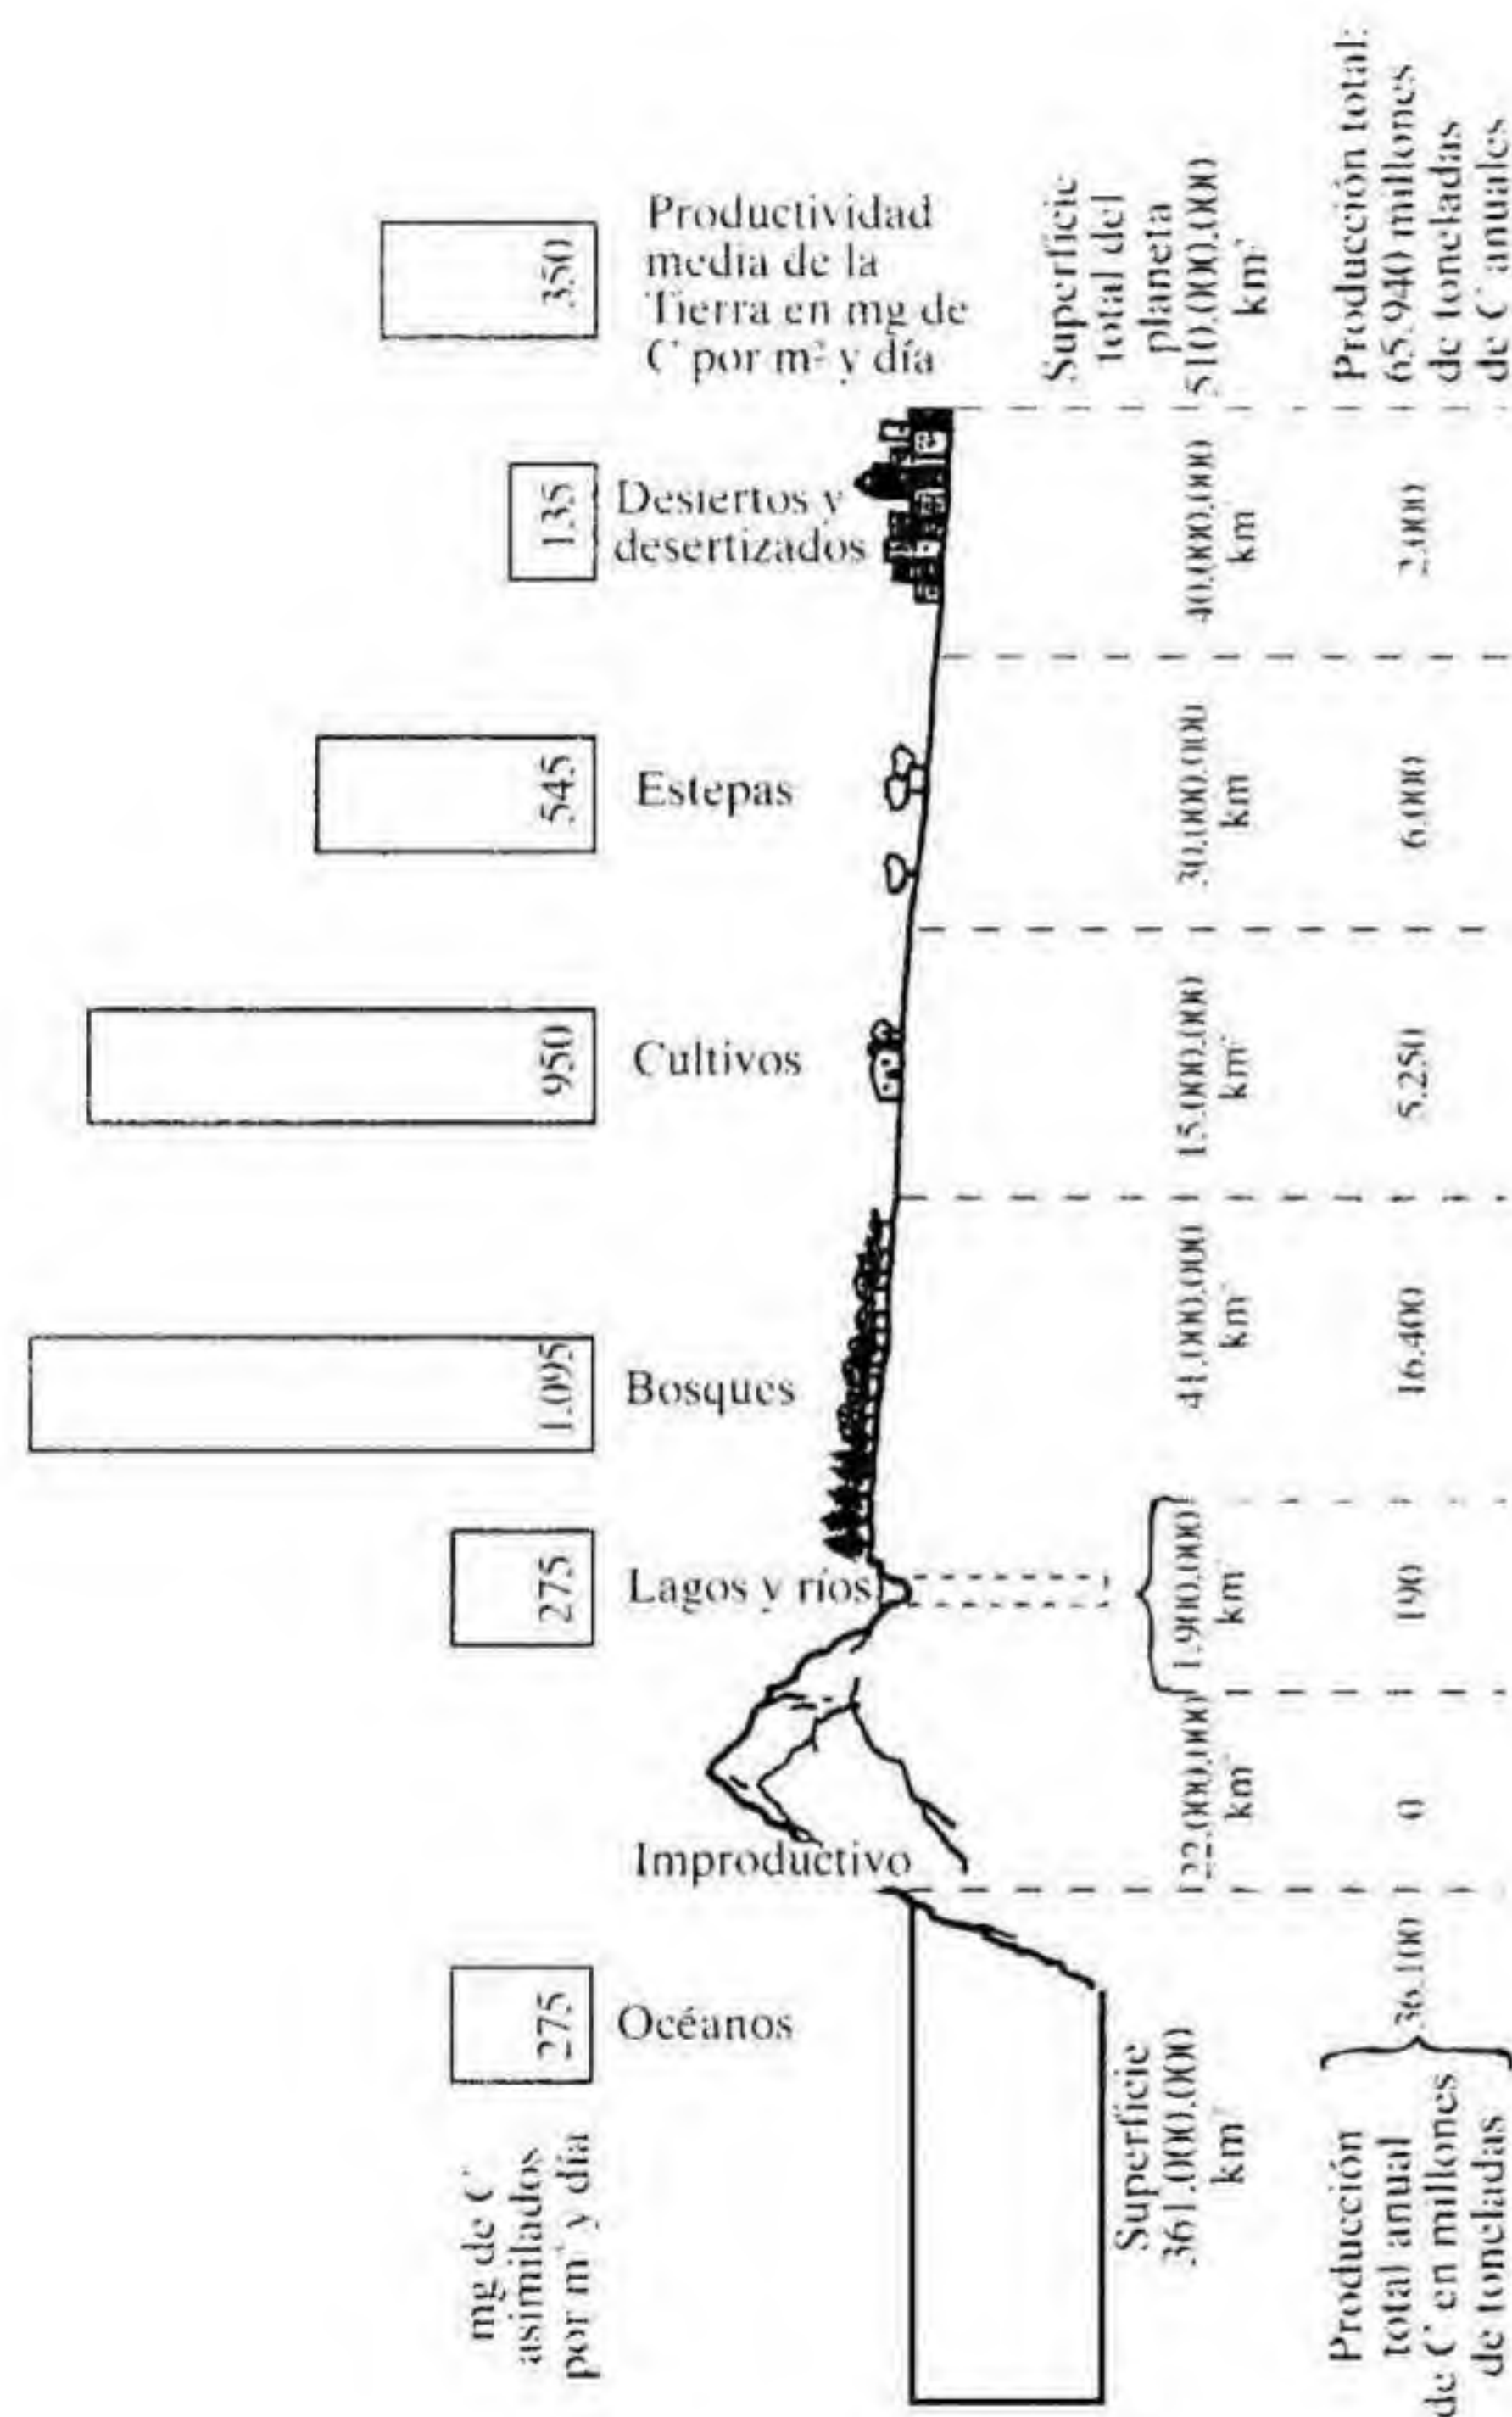 mg de C
asimilados
por m² y día
275
275
1.095
950
545
135
350
Océanos
Improductivo
Lagos y ríos
Bosques
Cultivos
Estepas
Desiertos y
desertizados
Productividad
media de la
Tierra en mg de
C por m² y día
Superficie
361.000.000
km²
22.000.000
km²
1.900.000
km²
41.000.000
km²
15.000.000
km²
30.000.000
km²
40.000.000
km²
Superficie
total del
planeta
510.000.000
km²
Producción
total anual
de C en millones
de toneladas
36.100
0
190
16.400
5.250
6.000
2.000
Producción total:
65.940 millones
de toneladas
de C anuales